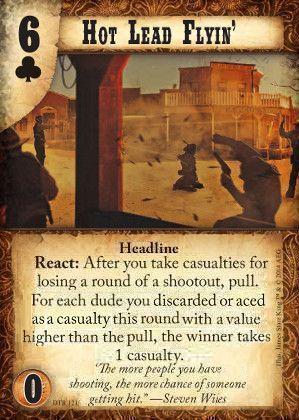 6
HOT LEAD FLYIN'
Headline
React: After you take casualties for
losing a round of a shootout, pull.
For each dude you discarded or aced
as a casualty this round with a value
higher than the pull, the winner takes
1 casualty.
"The more people you have
shooting, the more chance of someone
getting hit." —Steven Wiies
0